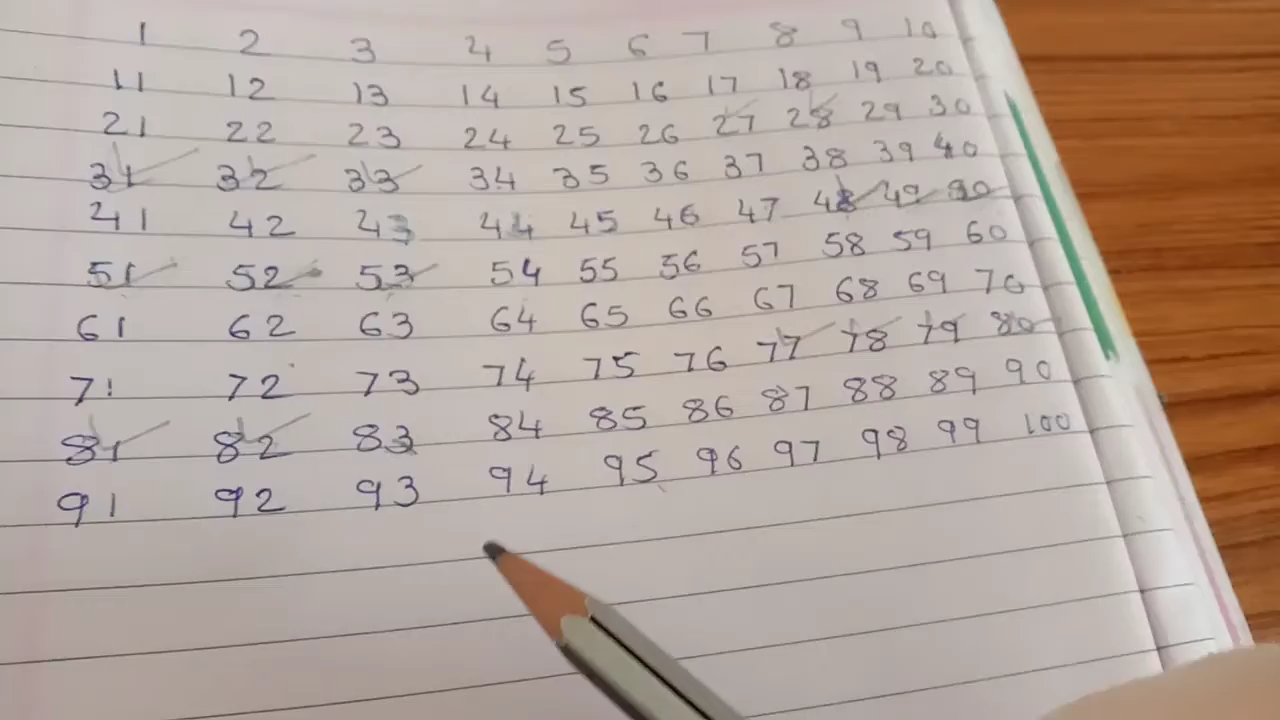 1 2 3 4 5 6 7 8 9 10
11 12 13 14 15 16 17 18 19 20
21 22 23 24 25 26 27 28 29 30
31 32 33 34 35 36 37 38 39 40
41 42 43 44 45 46 47 48 49 50
51 52 53 54 55 56 57 58 59 60
61 62 63 64 65 66 67 68 69 70
71 72 73 74 75 76 77 78 79 80
81 82 83 84 85 86 87 88 89 90
91 92 93 94 95 96 97 98 99 100